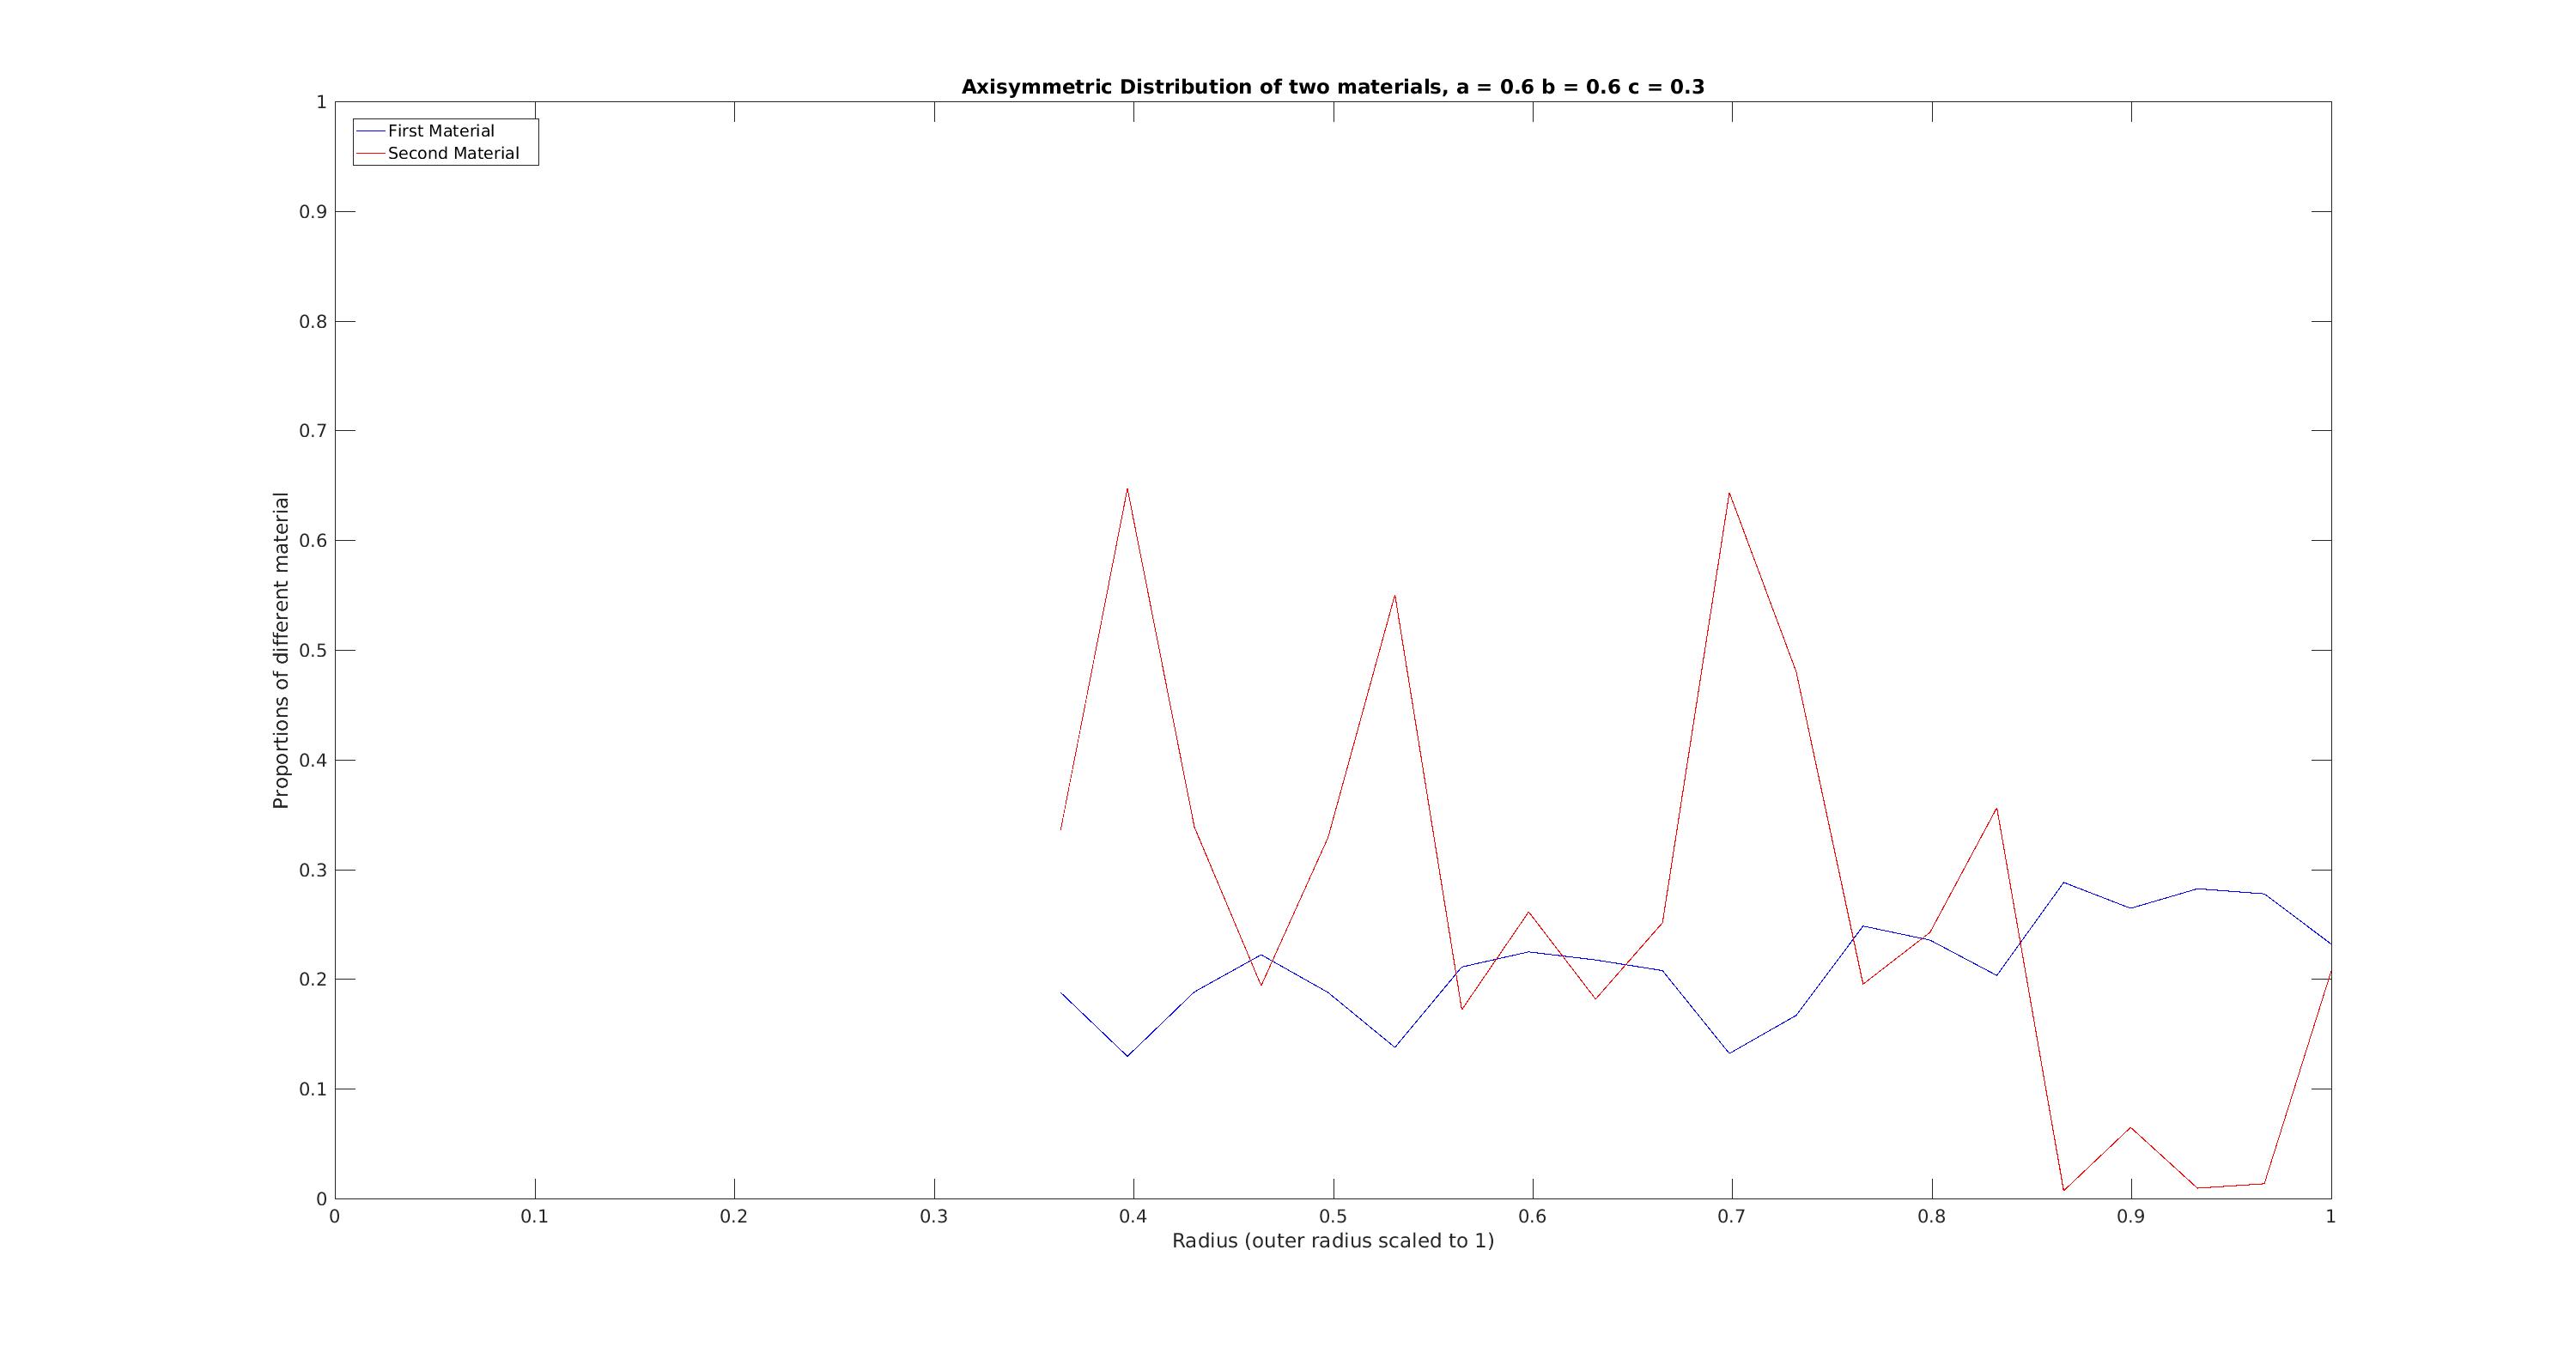 Axisymmetric Distribution of two materials, a = 0.6 b = 0.6 c = 0.3
First Material
Second Material
Proportions of different material
1
0.9
0.8
0.7
0.6
0.5
0.4
0.3
0.2
0.1
0
0 0.1 0.2 0.3 0.4 0.5 0.6 0.7 0.8 0.9 1
Radius (outer radius scaled to 1)